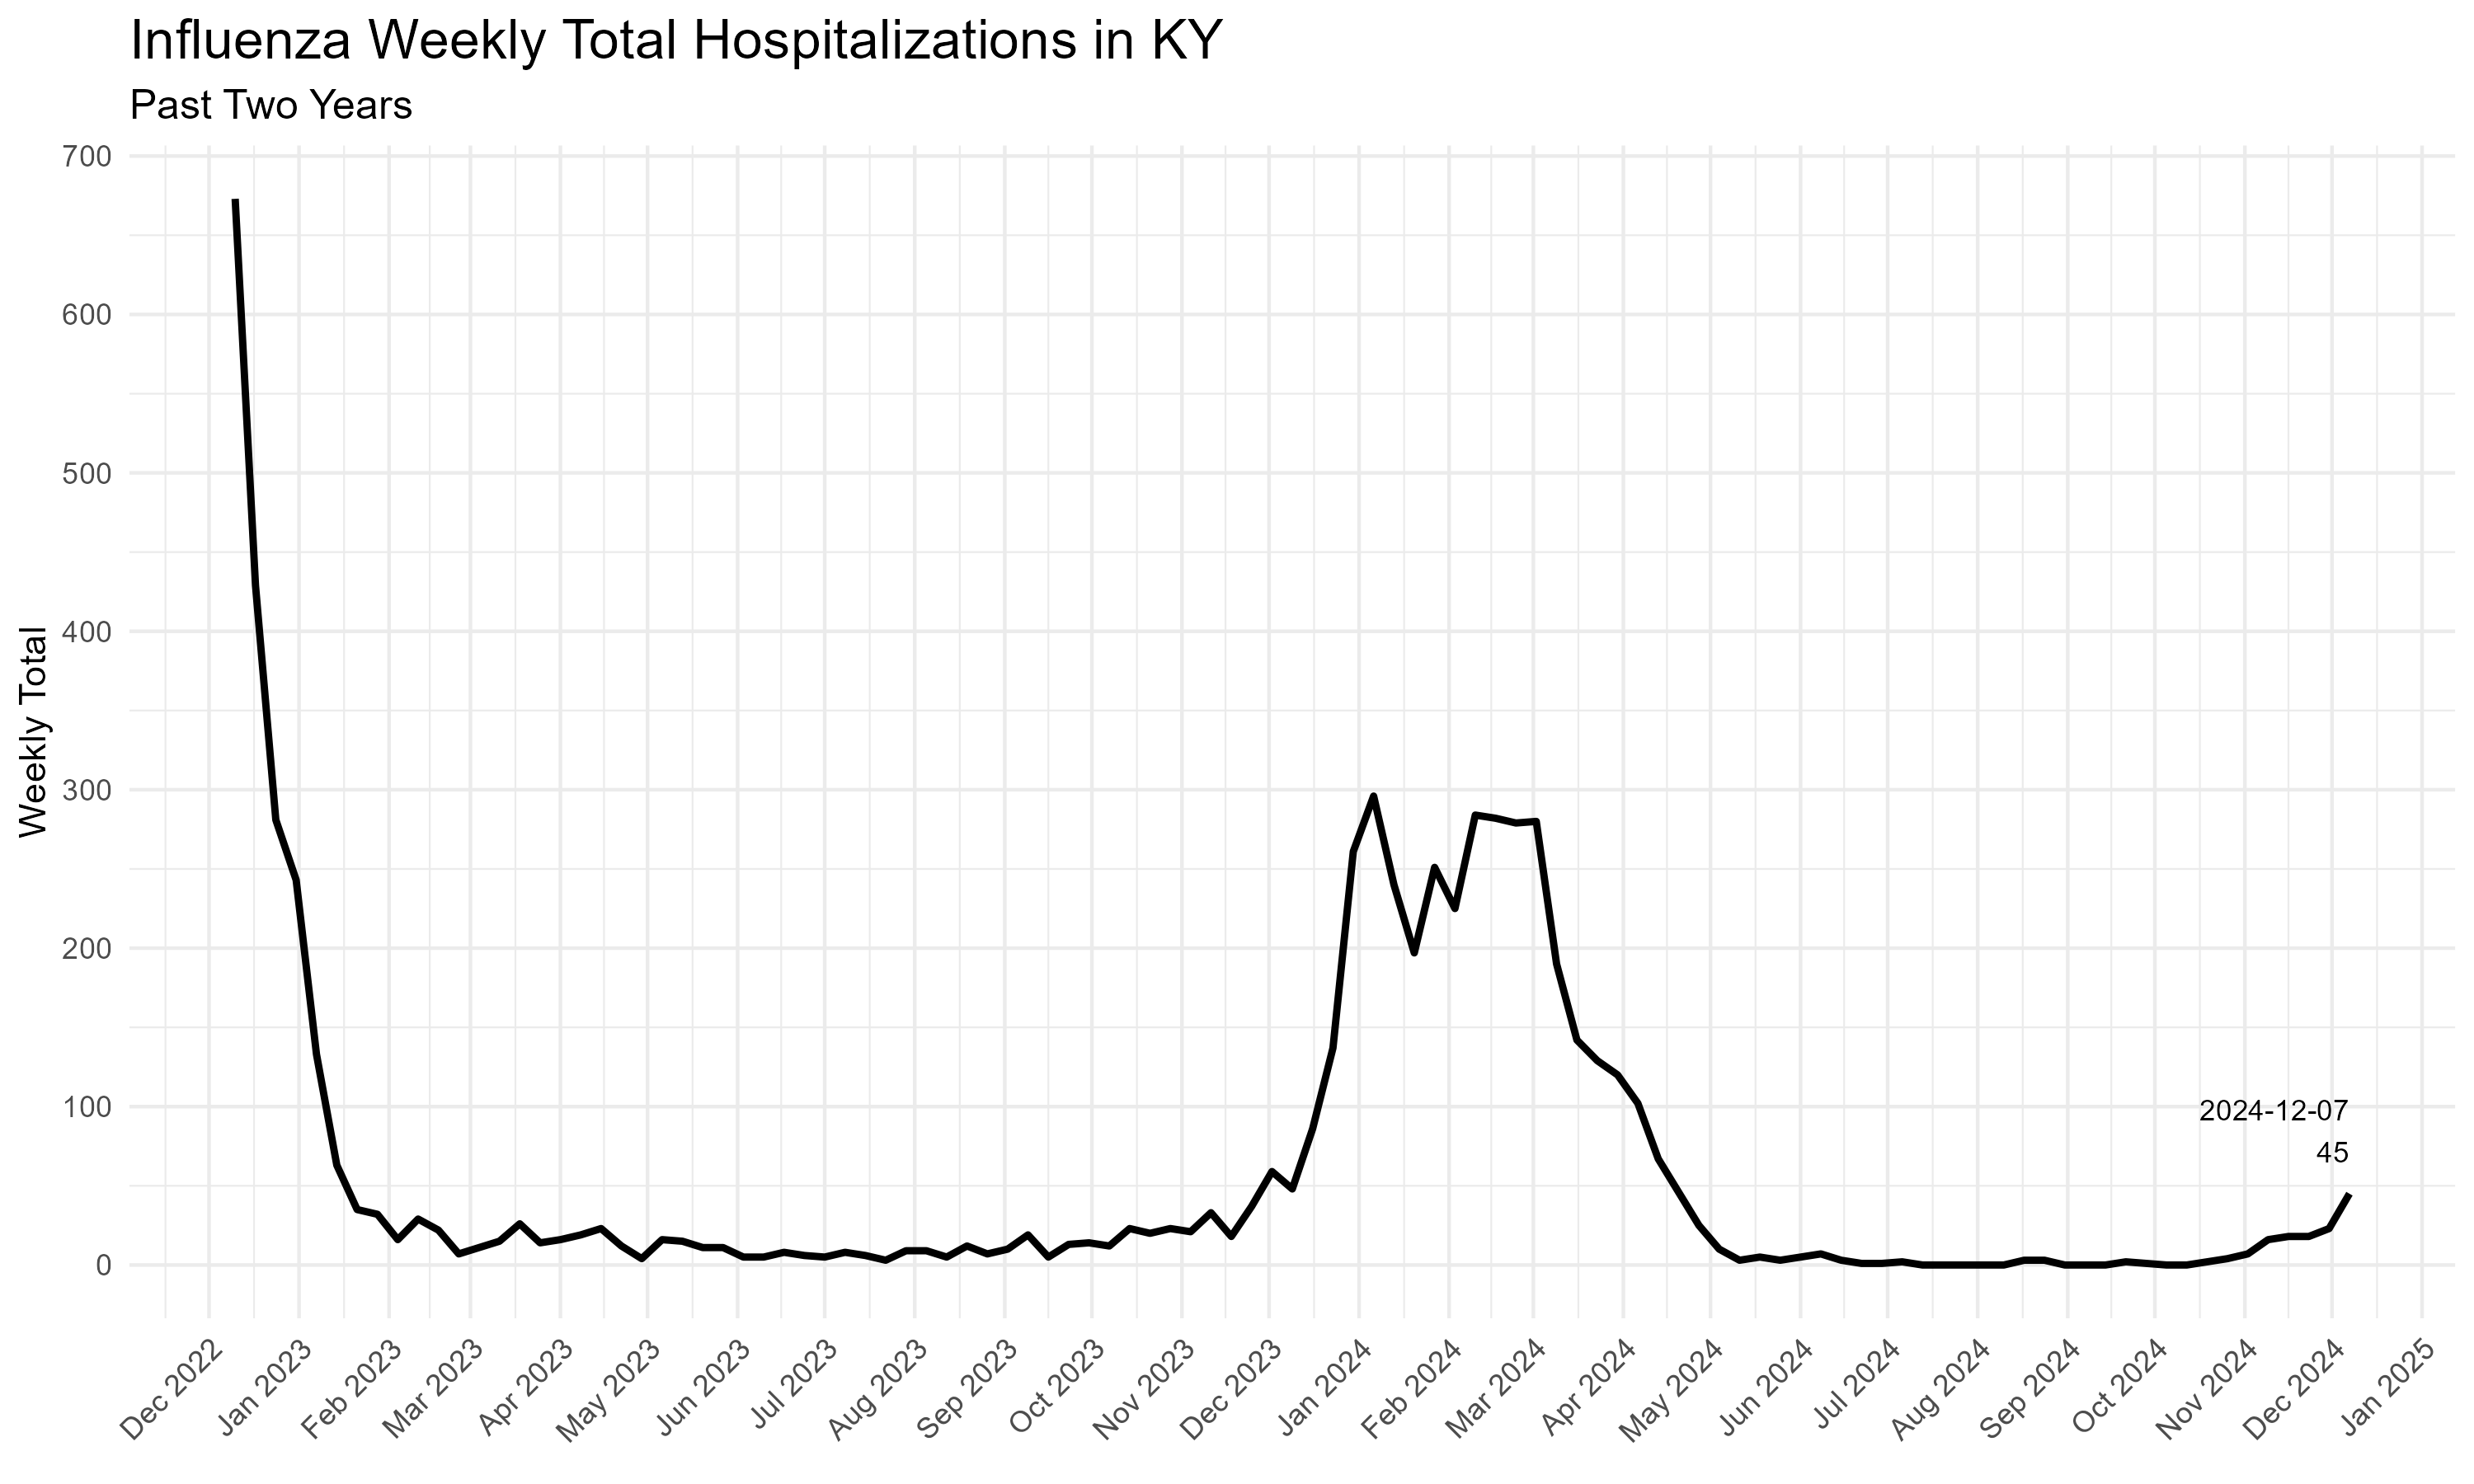 Influenza Weekly Total Hospitalizations in KY
Past Two Years
700
600
500
400
300
200
100
0
Weekly Total
2024-12-07
45
Dec 2022
Jan 2023
Feb 2023
Mar 2023
Apr 2023
May 2023
Jun 2023
Jul 2023
Aug 2023
Sep 2023
Oct 2023
Nov 2023
Dec 2023
Jan 2024
Feb 2024
Mar 2024
Apr 2024
May 2024
Jun 2024
Jul 2024
Aug 2024
Sep 2024
Oct 2024
Nov 2024
Dec 2024
Jan 2025